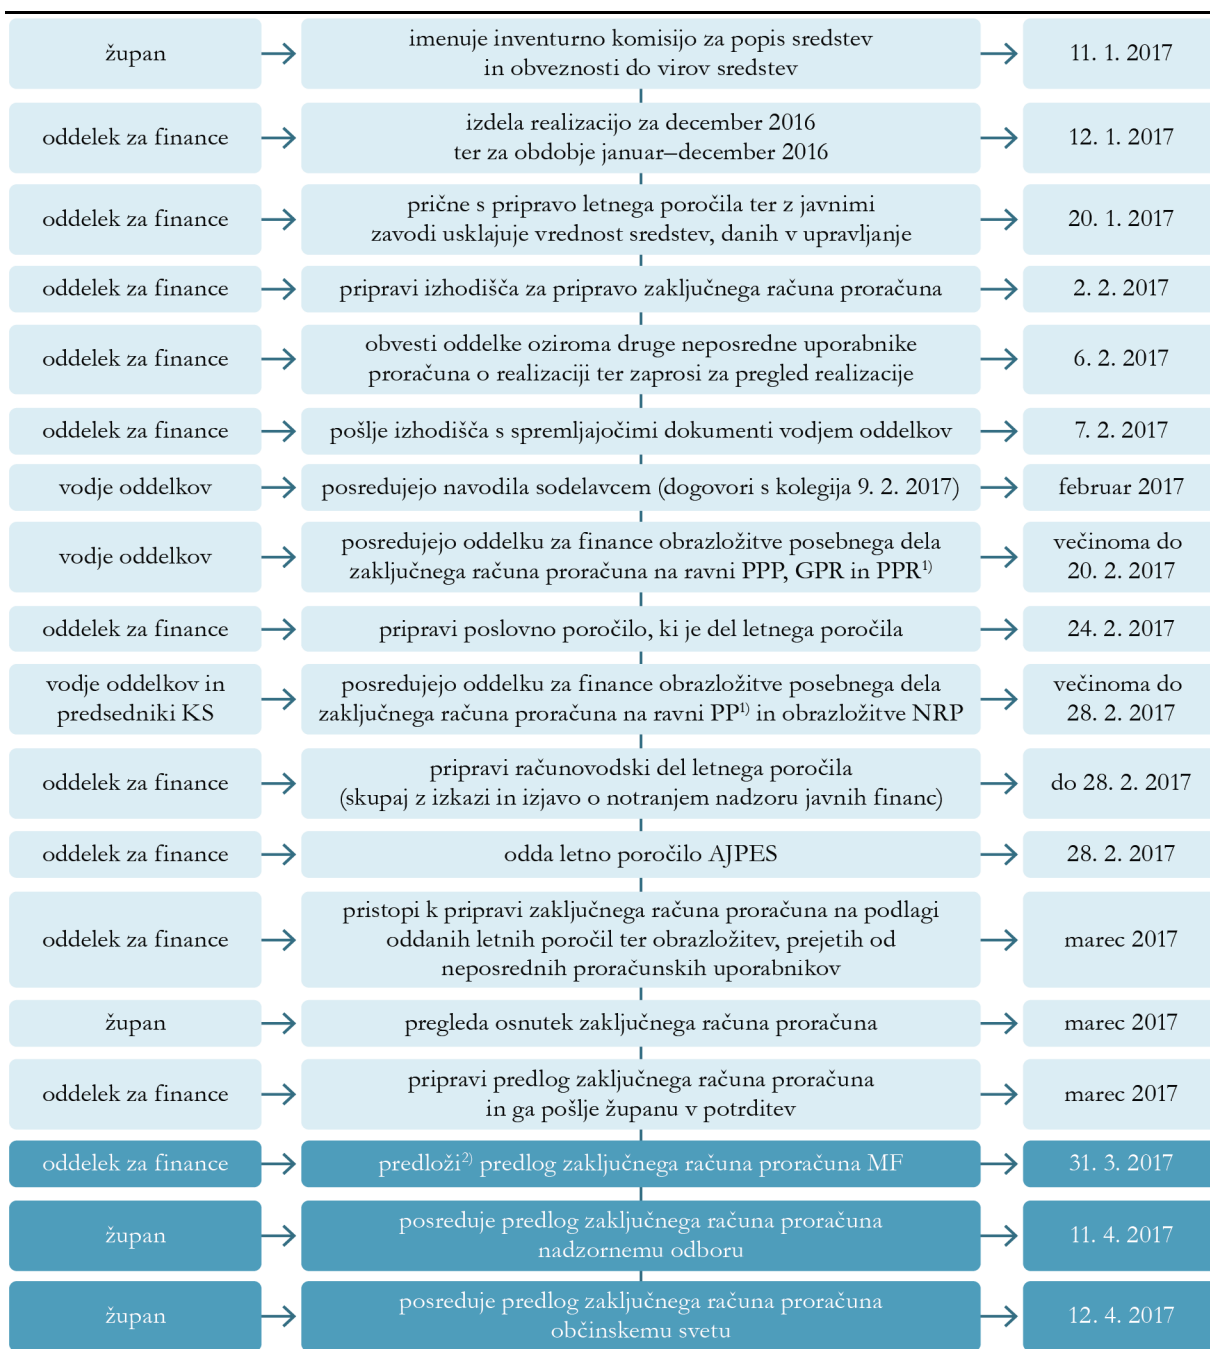 župan
imenuje inventurno komisijo za popis sredstev
in obveznosti do virov sredstev
11. 1. 2017
oddelek za finance
izdela realizacijo za december 2016
ter za obdobje januar–december 2016
12. 1. 2017
oddelek za finance
prične s pripravo letnega poročila ter z javnimi
zavodi usklajuje vrednost sredstev, danih v upravljanje
20. 1. 2017
oddelek za finance
pripravi izhodišča za pripravo zaključnega računa proračuna
2. 2. 2017
oddelek za finance
obvesti oddelke oziroma druge neposredne uporabnike
proračuna o realizaciji ter zaprosi za pregled realizacije
6. 2. 2017
oddelek za finance
pošlje izhodišča s spremljajočimi dokumenti vodjem oddelkov
7. 2. 2017
vodje oddelkov
posredujejo navodila sodelavcem (dogovori s kolegija 9. 2. 2017)
februar 2017
vodje oddelkov
posredujejo oddelku za finance obrazložitve posebnega dela
zaključnega računa proračuna na ravni PPP, GPR in PPR1)
večinoma do
20. 2. 2017
oddelek za finance
pripravi poslovno poročilo, ki je del letnega poročila
24. 2. 2017
vodje oddelkov in
predsedniki KS
posredujejo oddelku za finance obrazložitve posebnega dela
zaključnega računa proračuna na ravni PP1) in obrazložitve NRP
večinoma do
28. 2. 2017
oddelek za finance
pripravi računovodski del letnega poročila
(skupaj z izkazi in izjavo o notranjem nadzoru javnih financ)
do 28. 2. 2017
oddelek za finance
odda letno poročilo AJPES
28. 2. 2017
oddelek za finance
pristopi k pripravi zaključnega računa proračuna na podlagi
oddanih letnih poročil ter obrazložitev, prejetih od
neposrednih proračunskih uporabnikov
marec 2017
župan
pregleda osnutek zaključnega računa proračuna
marec 2017
oddelek za finance
pripravi predlog zaključnega računa proračuna
in ga pošlje županu v potrditev
marec 2017
oddelek za finance
predloži2) predlog zaključnega računa proračuna MF
31. 3. 2017
župan
posreduje predlog zaključnega računa proračuna
nadzornemu odboru
11. 4. 2017
župan
posreduje predlog zaključnega računa proračuna
občinskemu svetu
12. 4. 2017